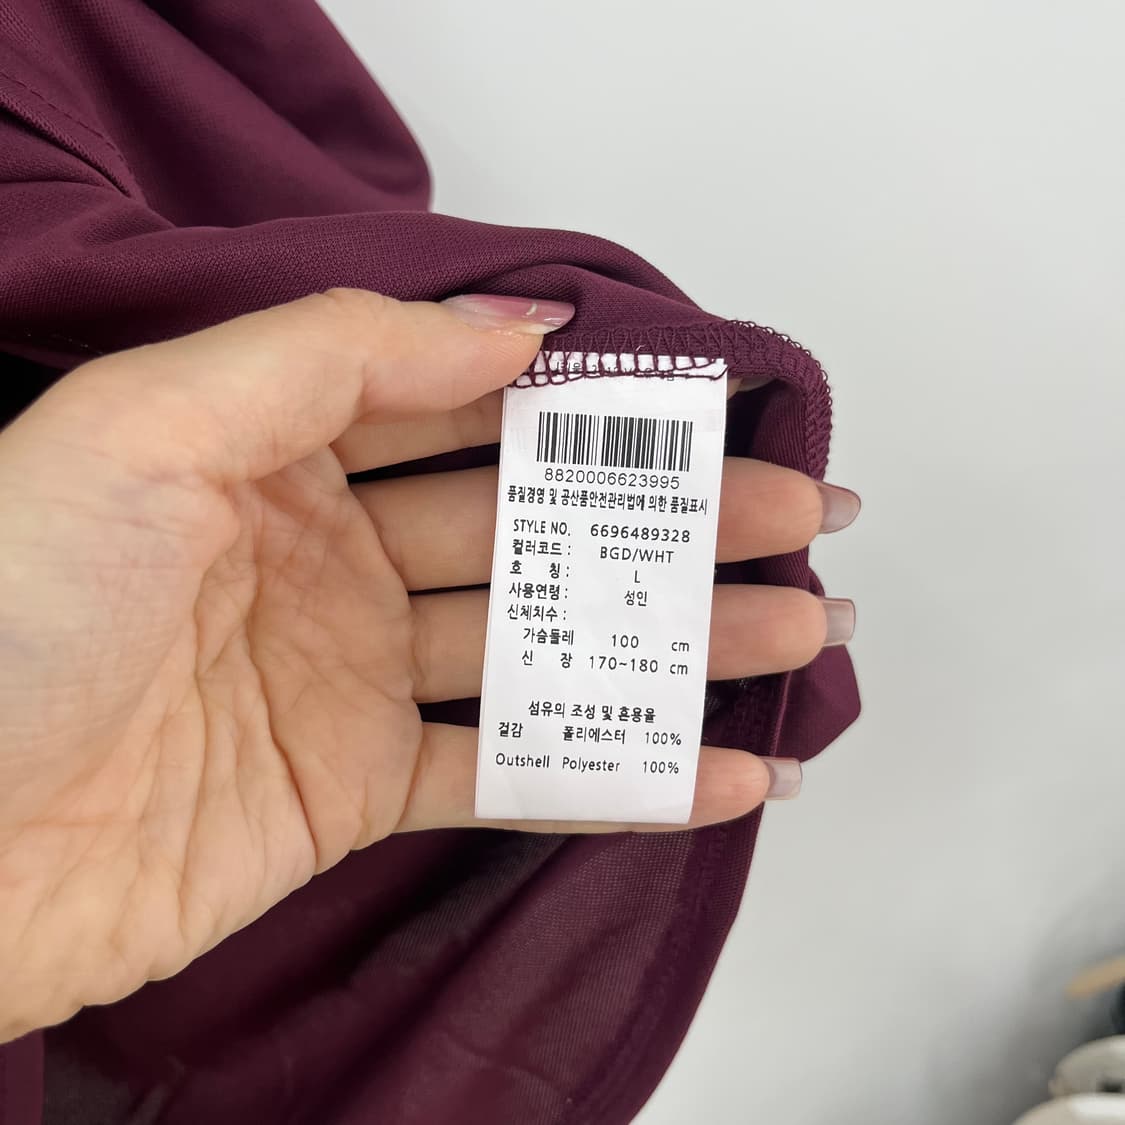 8820006623995
품질경영 및 공산품안전관리법에 의한 품질표시
STYLE NO. 6696489328
컬러코드 : BGD/WHT
호 칭 : L
사용연령 : 성인
신체치수 :
가슴둘레 100 cm
신 장 170~180 cm
섬유의 조성 및 혼용율
겉감 폴리에스터 100%
Outshell Polyester 100%